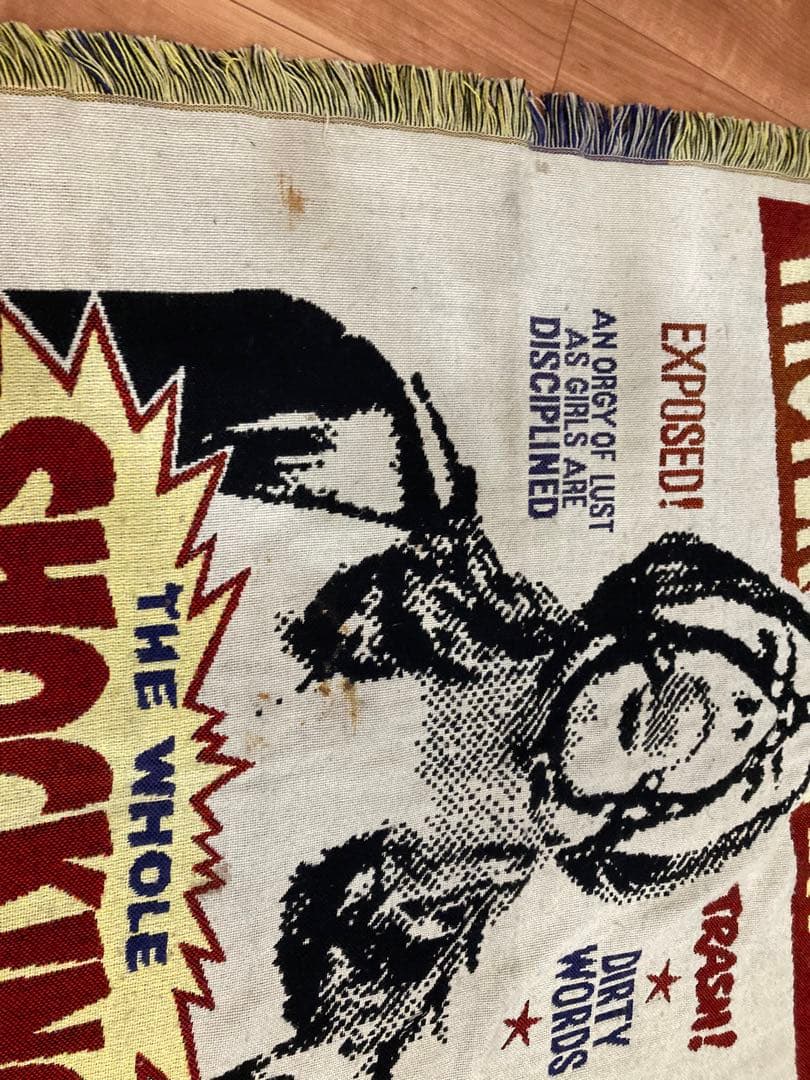 EXPOSED!
AN ORGY OF LUST
AS GIRLS ARE
DISCIPLINED
TRASH!
DIRTY
WORDS
THE WHOLE